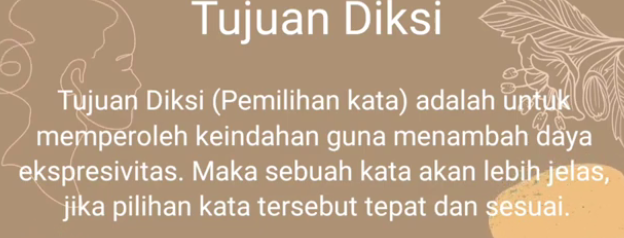 Tujuan Diksi
Tujuan Diksi (Pemilihan kata) adalah untuk
memperoleh keindahan guna menambah daya
ekspresivitas. Maka sebuah kata akan lebih jelas,
jika pilihan kata tersebut tepat dan sesuai.